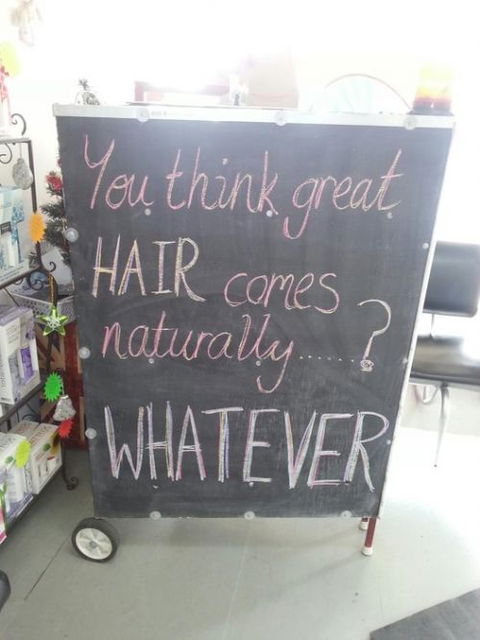 You think great
HAIR comes
naturally......?
WHATEVER